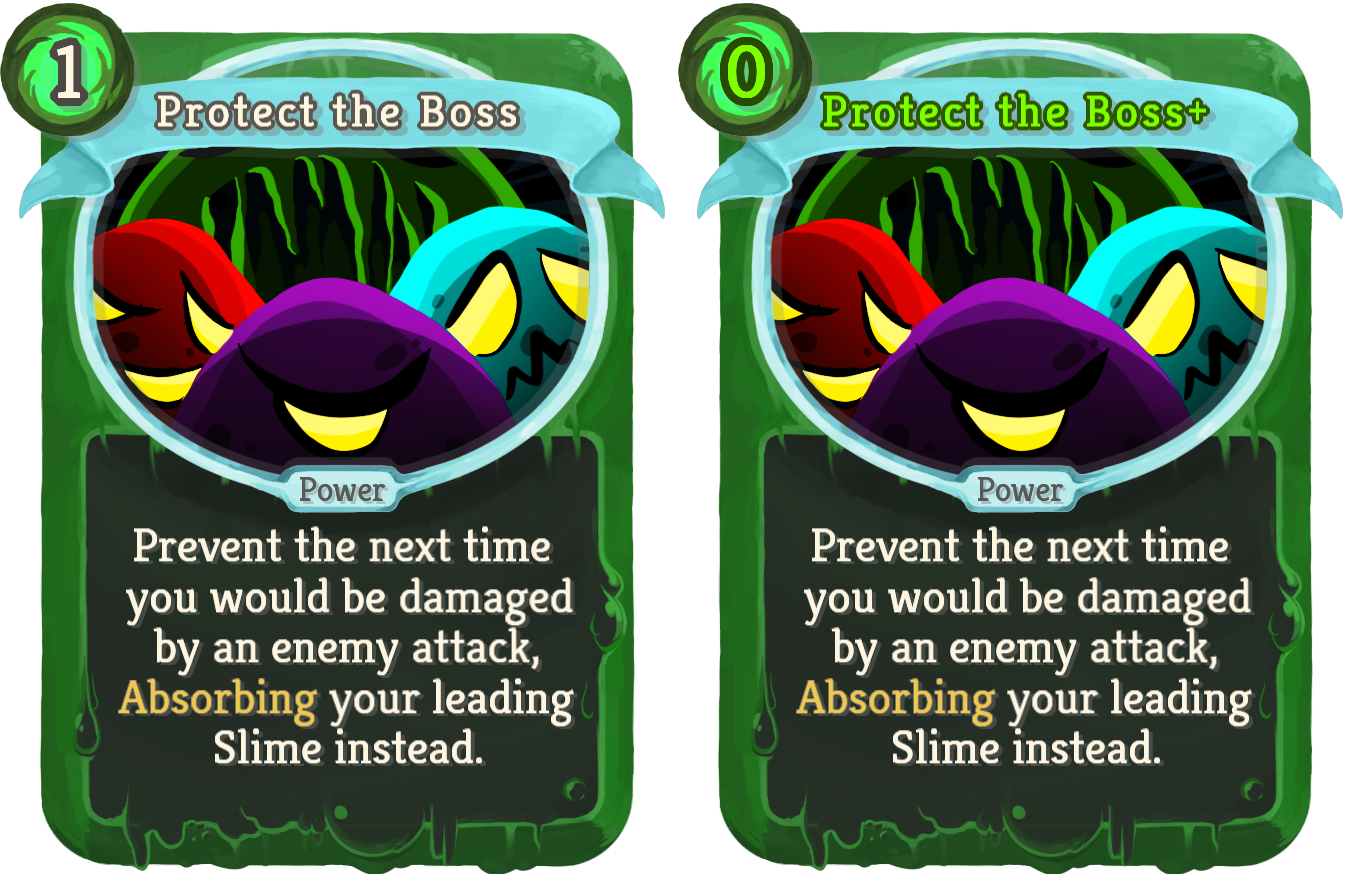 1
Protect the Boss
Power
Prevent the next time
you would be damaged
by an enemy attack,
Absorbing your leading
Slime instead.
0
Protect the Boss+
Power
Prevent the next time
you would be damaged
by an enemy attack,
Absorbing your leading
Slime instead.